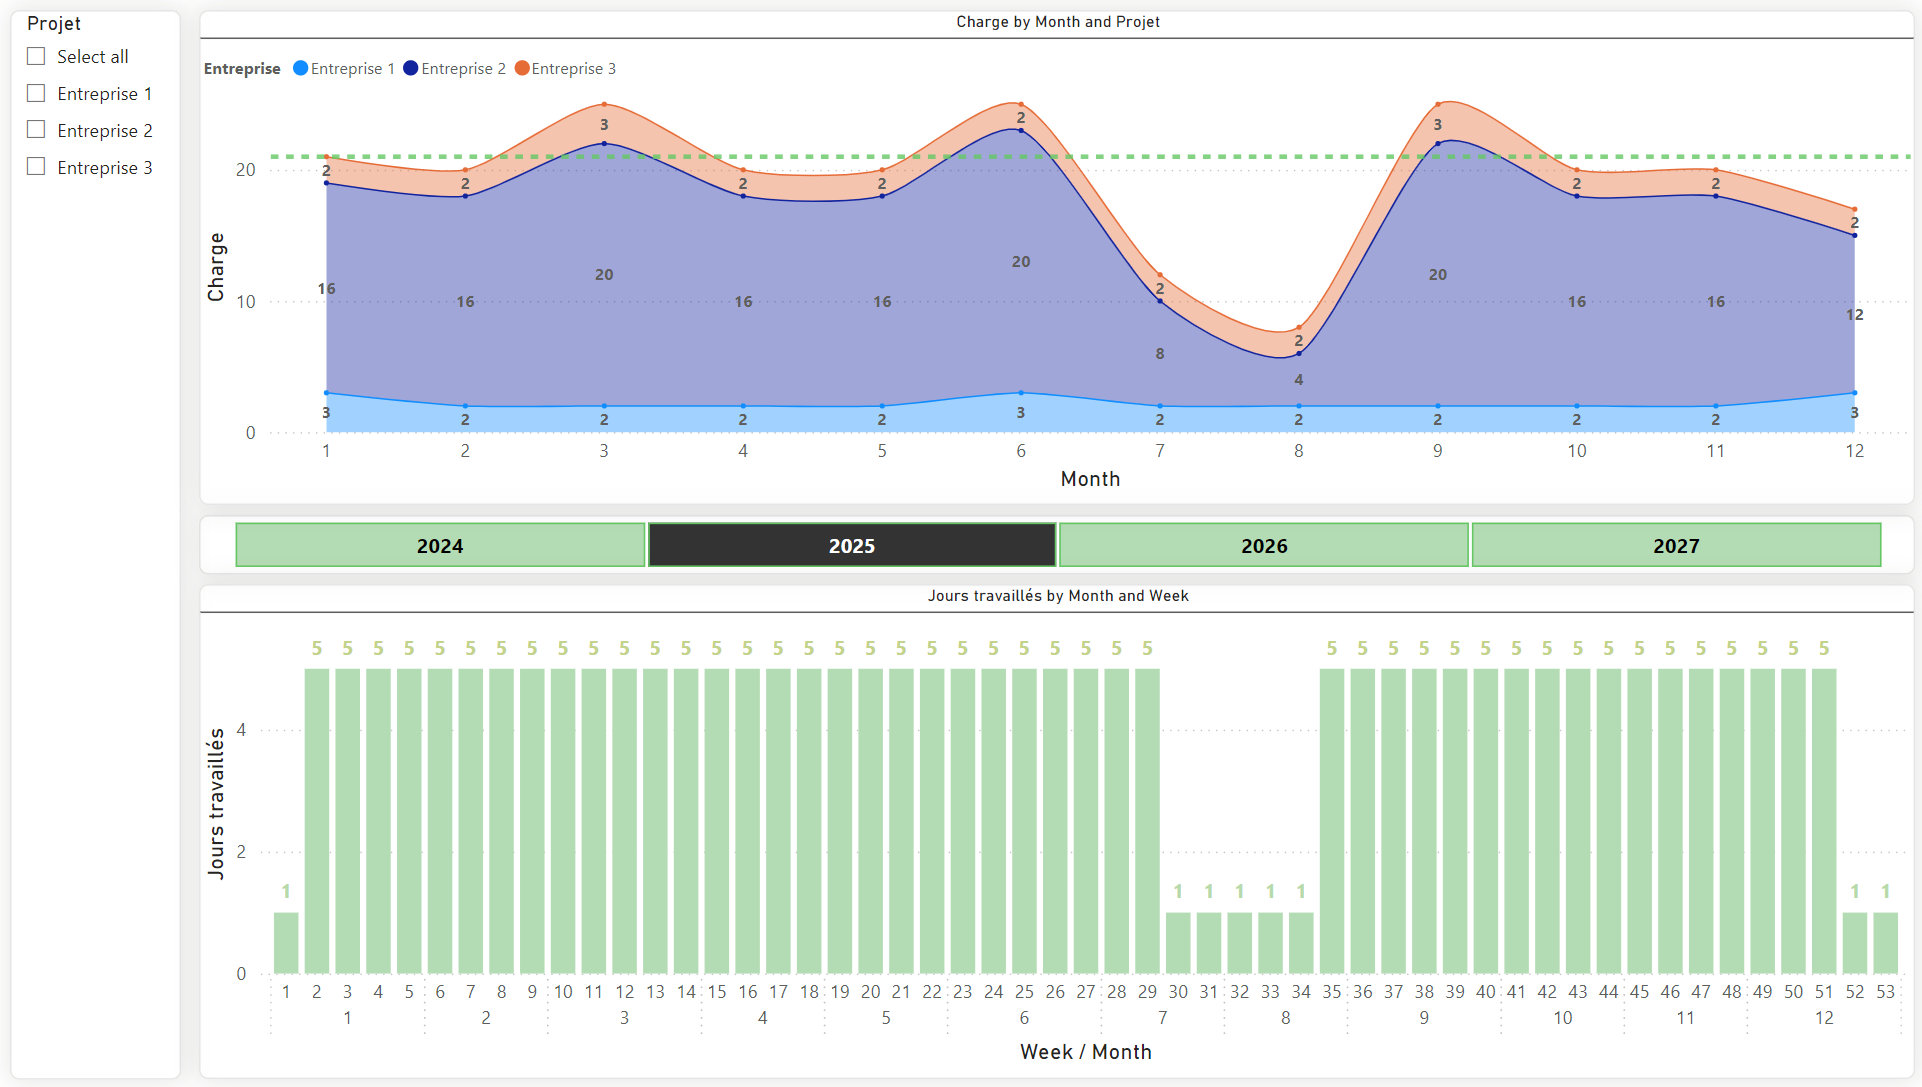 Projet
Select all
Entreprise 1
Entreprise 2
Entreprise 3
Charge by Month and Projet
Entreprise Entreprise 1 Entreprise 2 Entreprise 3
Charge
20
10
0
2 2 3 2 2 2 2 2 3 2 2 2
16 16 20 16 16 20 8 4 20 16 16 12
3 2 2 2 2 3 2 2 2 2 2 3
1 2 3 4 5 6 7 8 9 10 11 12
Month
2024 2025 2026 2027
Jours travaillés by Month and Week
Jours travaillés
4
2
0
1 5 5 5 5 5 5 5 5 5 5 5 5 5 5 5 5 5 5 5 5 5 5 5 5 5 5 5 5 1 1 1 1 1 5 5 5 5 5 5 5 5 5 5 5 5 5 5 5 5 5 1 1
1 2 3 4 5 6 7 8 9 10 11 12 13 14 15 16 17 18 19 20 21 22 23 24 25 26 27 28 29 30 31 32 33 34 35 36 37 38 39 40 41 42 43 44 45 46 47 48 49 50 51 52 53
1 2 3 4 5 6 7 8 9 10 11 12
Week / Month